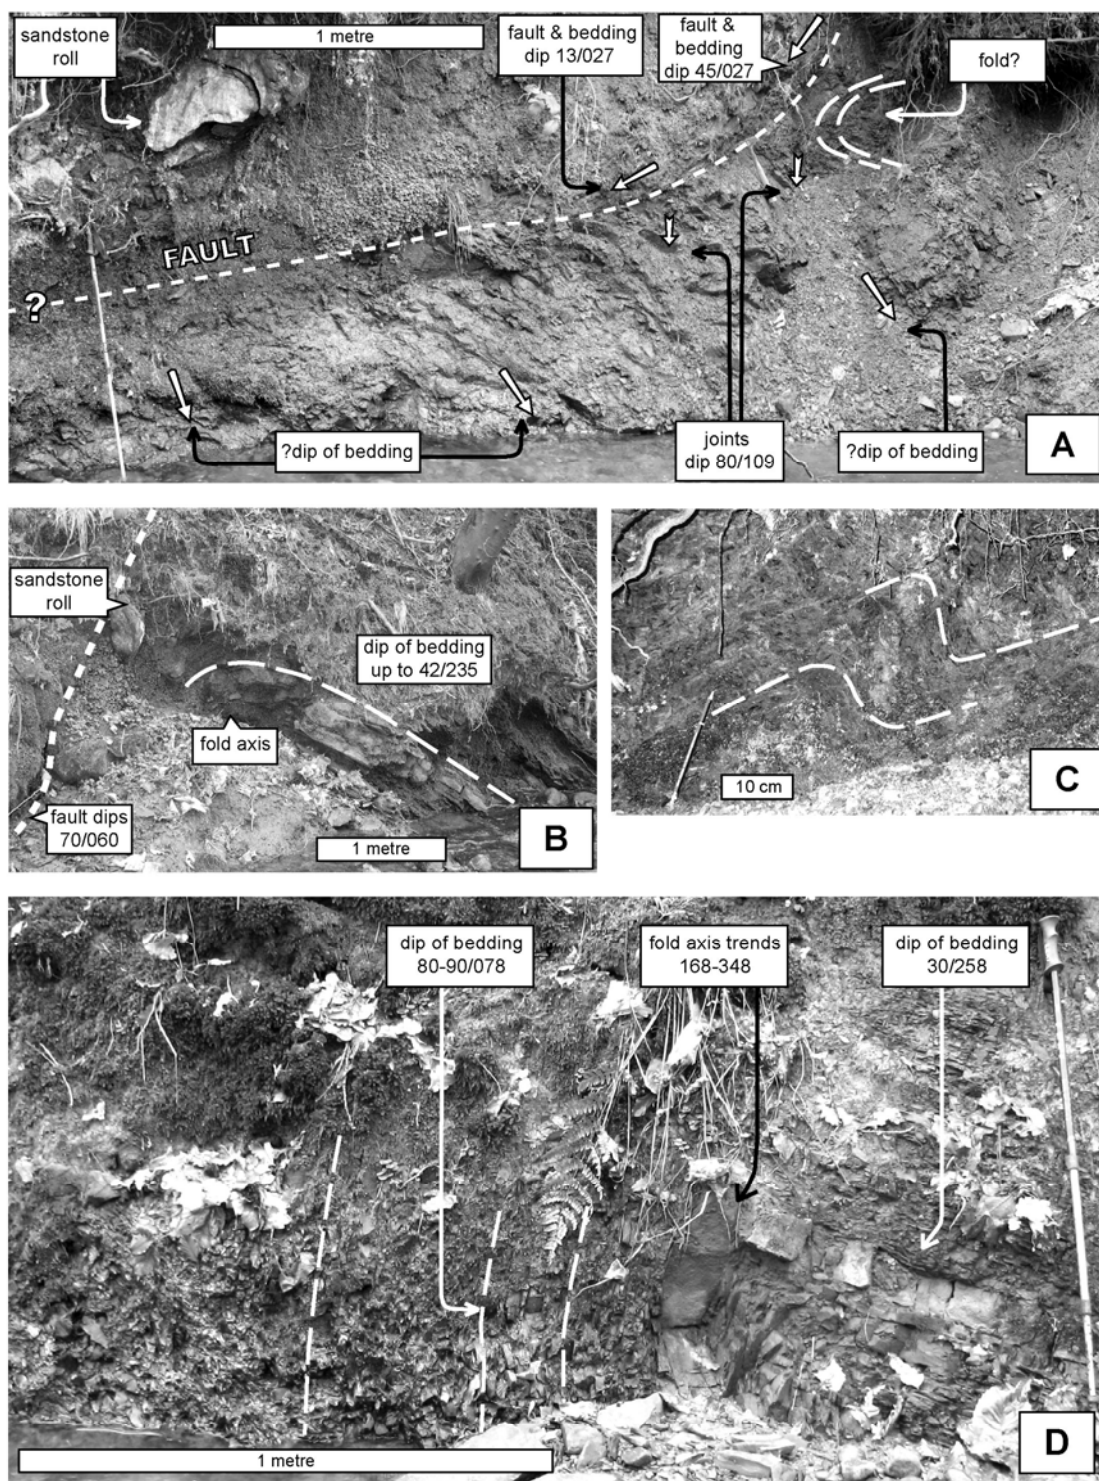 sandstone
roll
1 metre
fault & bedding
dip 13/027
fault &
bedding
dip 45/027
fold?
FAULT
?
?dip of bedding
joints
dip 80/109
?dip of bedding
A
sandstone
roll
dip of bedding
up to 42/235
fold axis
fault dips
70/060
1 metre
B
10 cm
C
dip of bedding
80-90/078
fold axis trends
168-348
dip of bedding
30/258
1 metre
D